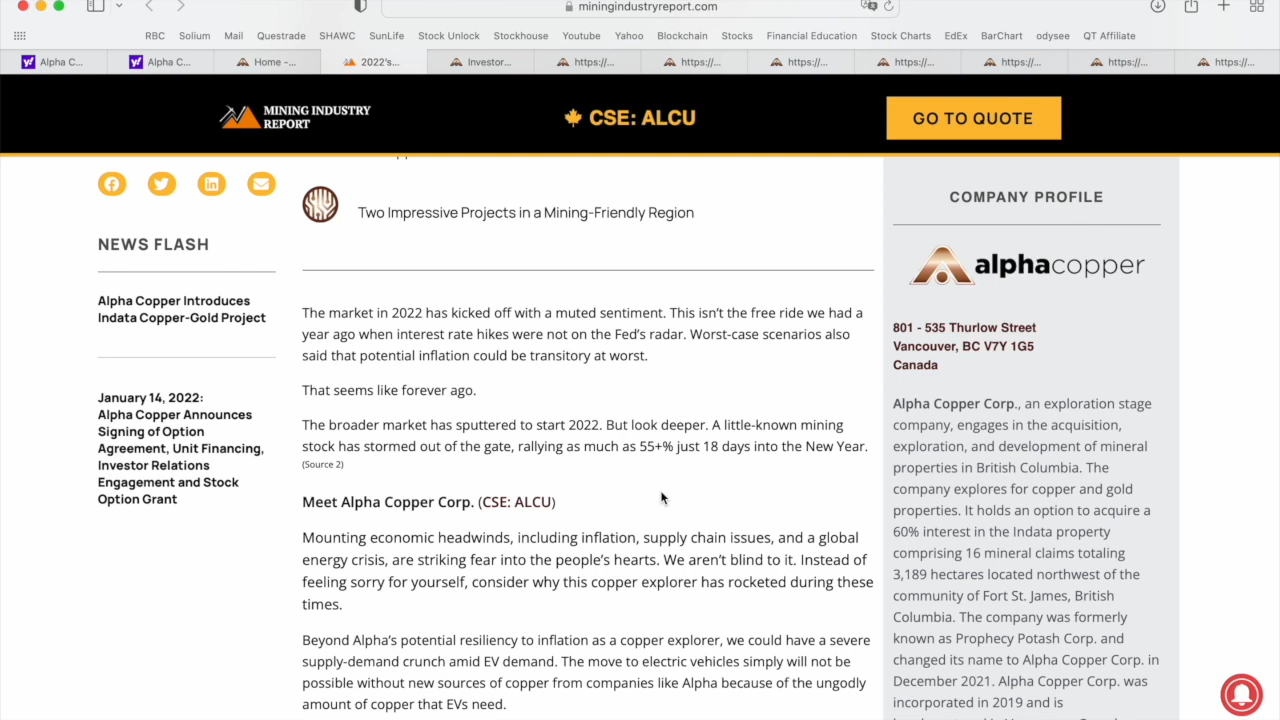 miningindustryreport.com
RBC Solium Mail Questrade SHAWC SunLife Stock Unlock Stockhouse Youtube Yahoo Blockchain Stocks Financial Education Stock Charts EdEx BarChart odysee QT Affiliate
Alpha C... Alpha C... Home -... 2022's... Investor... https://... https://... https://... https://... https://... https://... https://...
MINING INDUSTRY
REPORT
CSE: ALCU
GO TO QUOTE
NEWS FLASH
Alpha Copper Introduces
Indata Copper-Gold Project
January 14, 2022:
Alpha Copper Announces
Signing of Option
Agreement, Unit Financing,
Investor Relations
Engagement and Stock
Option Grant
Two Impressive Projects in a Mining-Friendly Region
The market in 2022 has kicked off with a muted sentiment. This isn't the free ride we had a
year ago when interest rate hikes were not on the Fed's radar. Worst-case scenarios also
said that potential inflation could be transitory at worst.
That seems like forever ago.
The broader market has sputtered to start 2022. But look deeper. A little-known mining
stock has stormed out of the gate, rallying as much as 55+% just 18 days into the New Year.
(Source 2)
Meet Alpha Copper Corp. (CSE: ALCU)
Mounting economic headwinds, including inflation, supply chain issues, and a global
energy crisis, are striking fear into the people's hearts. We aren't blind to it. Instead of
feeling sorry for yourself, consider why this copper explorer has rocketed during these
times.
Beyond Alpha's potential resiliency to inflation as a copper explorer, we could have a severe
supply-demand crunch amid EV demand. The move to electric vehicles simply will not be
possible without new sources of copper from companies like Alpha because of the ungodly
amount of copper that EVs need.
COMPANY PROFILE
alphacopper
801 - 535 Thurlow Street
Vancouver, BC V7Y 1G5
Canada
Alpha Copper Corp., an exploration stage
company, engages in the acquisition,
exploration, and development of mineral
properties in British Columbia. The
company explores for copper and gold
properties. It holds an option to acquire a
60% interest in the Indata property
comprising 16 mineral claims totaling
3,189 hectares located northwest of the
community of Fort St. James, British
Columbia. The company was formerly
known as Prophecy Potash Corp. and
changed its name to Alpha Copper Corp. in
December 2021. Alpha Copper Corp. was
incorporated in 2019 and is